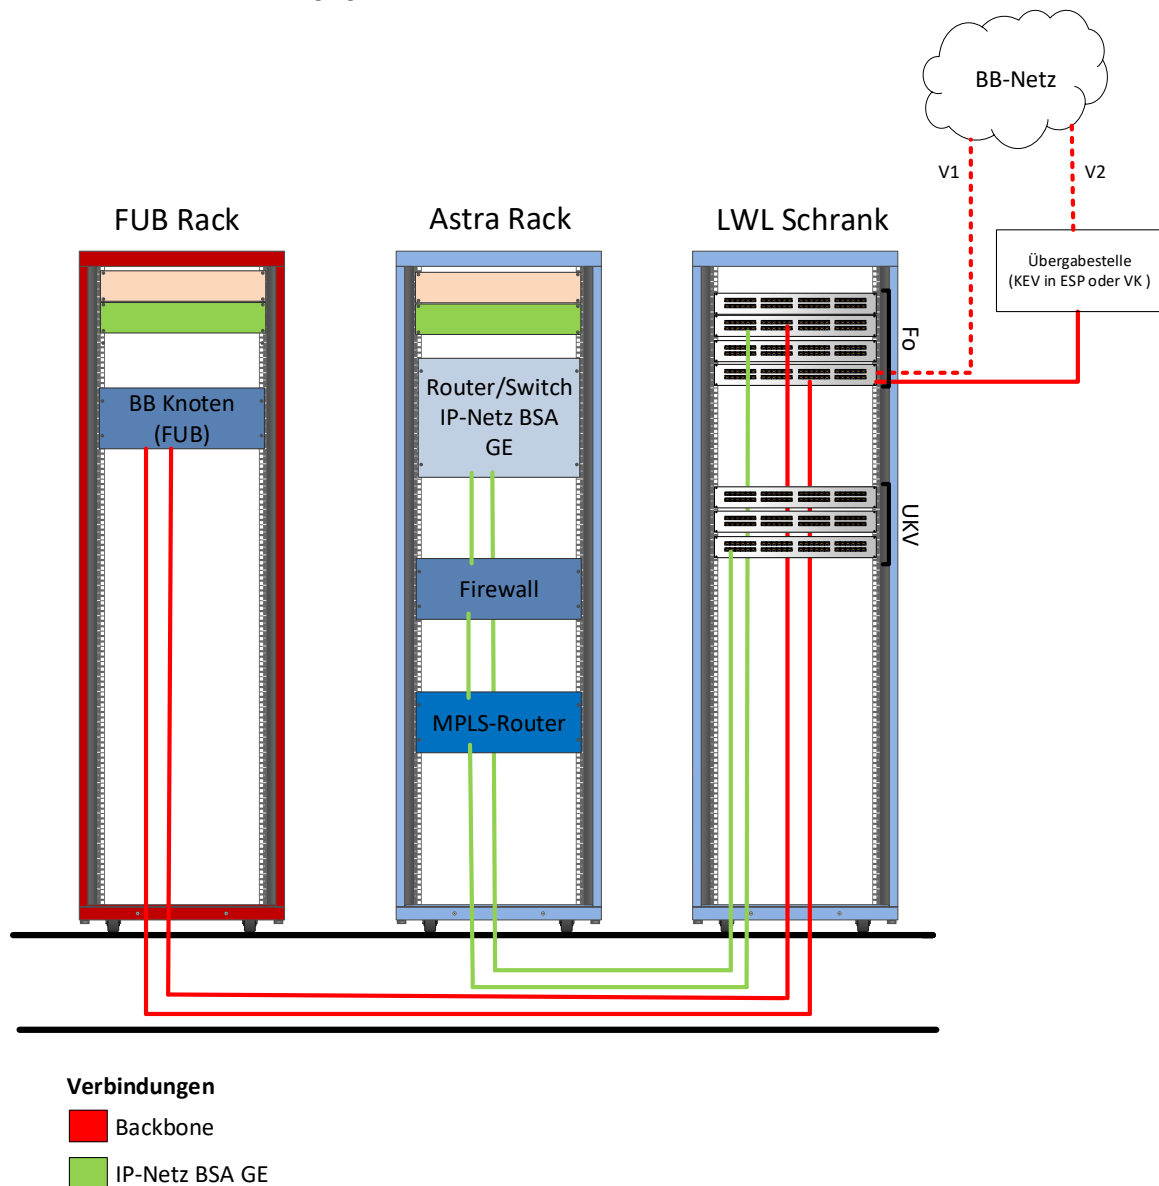 BB-Netz
V1
V2
FUB Rack
Astra Rack
LWL Schrank
Übergabestelle
(KEV in ESP oder VK )
Fo
Router/Switch
IP-Netz BSA
GE
BB Knoten
(FUB)
UKV
Firewall
MPLS-Router
Verbindungen
Backbone
IP-Netz BSA GE